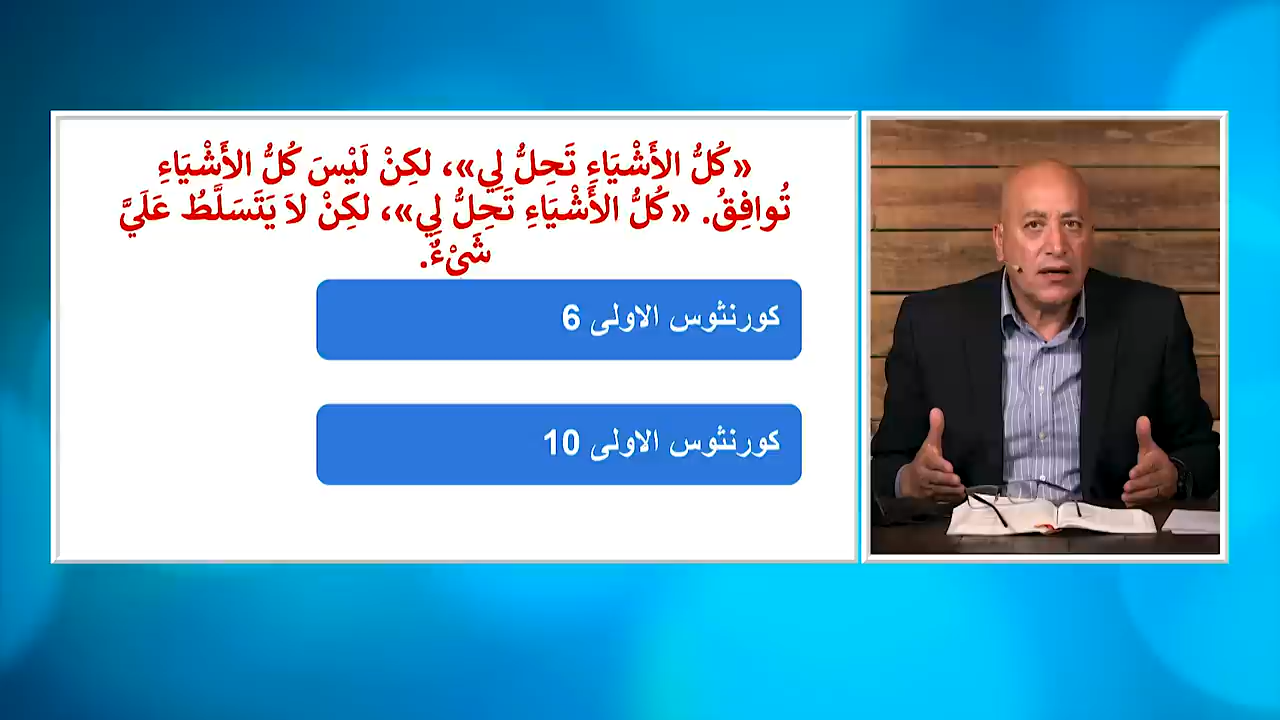 «كُلُّ الأَشْيَاءِ تَحِلُّ لِي»، لكِنْ لَيْسَ كُلُّ الأَشْيَاءِ
تُوافِقُ. «كُلُّ الأَشْيَاءِ تَحِلُّ لِي»، لكِنْ لاَ يَتَسَلَّطُ عَلَيَّ
شَيْءٌ.
كورنثوس الاولى 6
كورنثوس الاولى 10